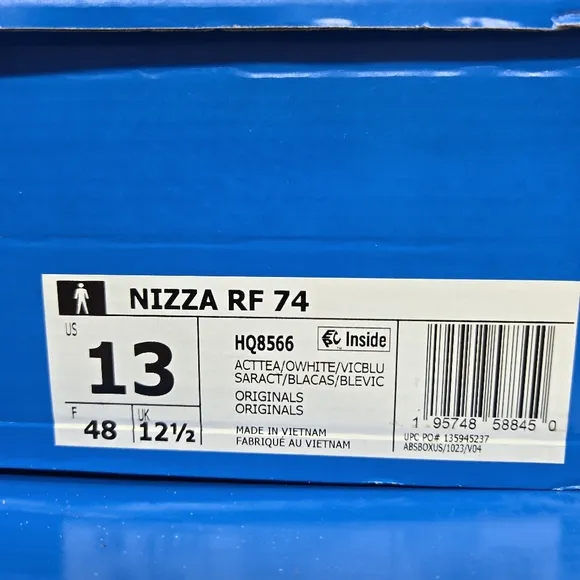 NIZZA RF 74
US
13
F
48
UK
12½
HQ8566
Inside
ACTTEA/OWHITE/VICBLU
SARACT/BLACAS/BLEVIC
ORIGINALS
ORIGINALS
MADE IN VIETNAM
FABRIQUÉ AU VIETNAM
1 95748 58845 0
UPC PO# 135945237
ABSBOXUS/1023/V04